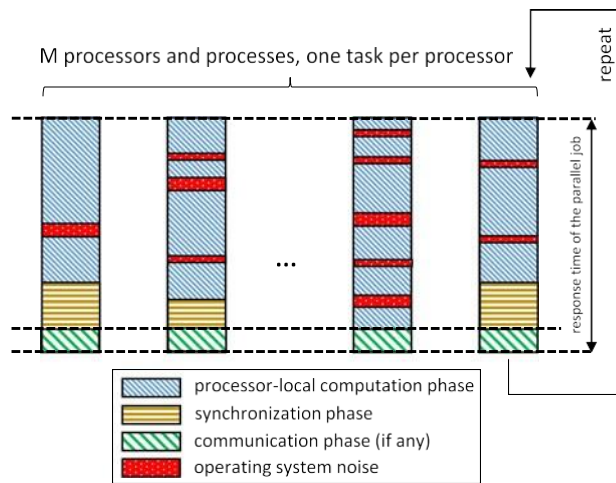 M processors and processes, one task per processor
repeat
response time of the parallel job
...
processor-local computation phase
synchronization phase
communication phase (if any)
operating system noise